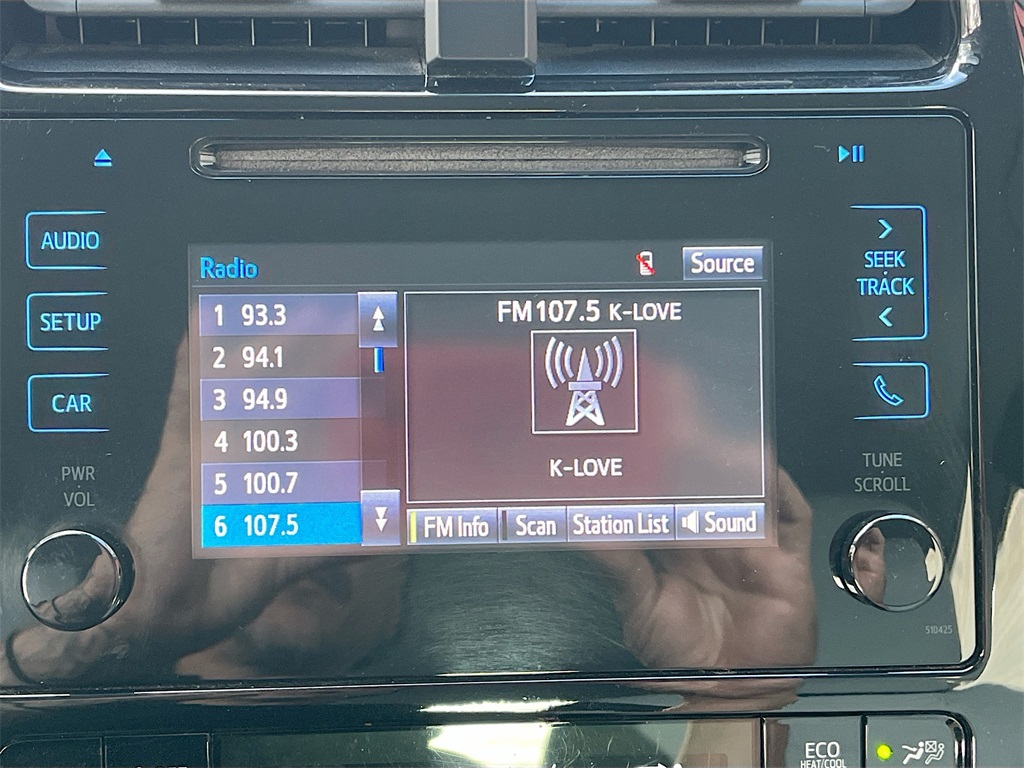 AUDIO
SETUP
CAR
PWR
VOL
Radio
Source
1 93.3
2 94.1
3 94.9
4 100.3
5 100.7
6 107.5
FM107.5 K-LOVE
K-LOVE
FM Info
Scan
Station List
Sound
SEEK
TRACK
TUNE
SCROLL
510425
ECO
HEAT/COOL